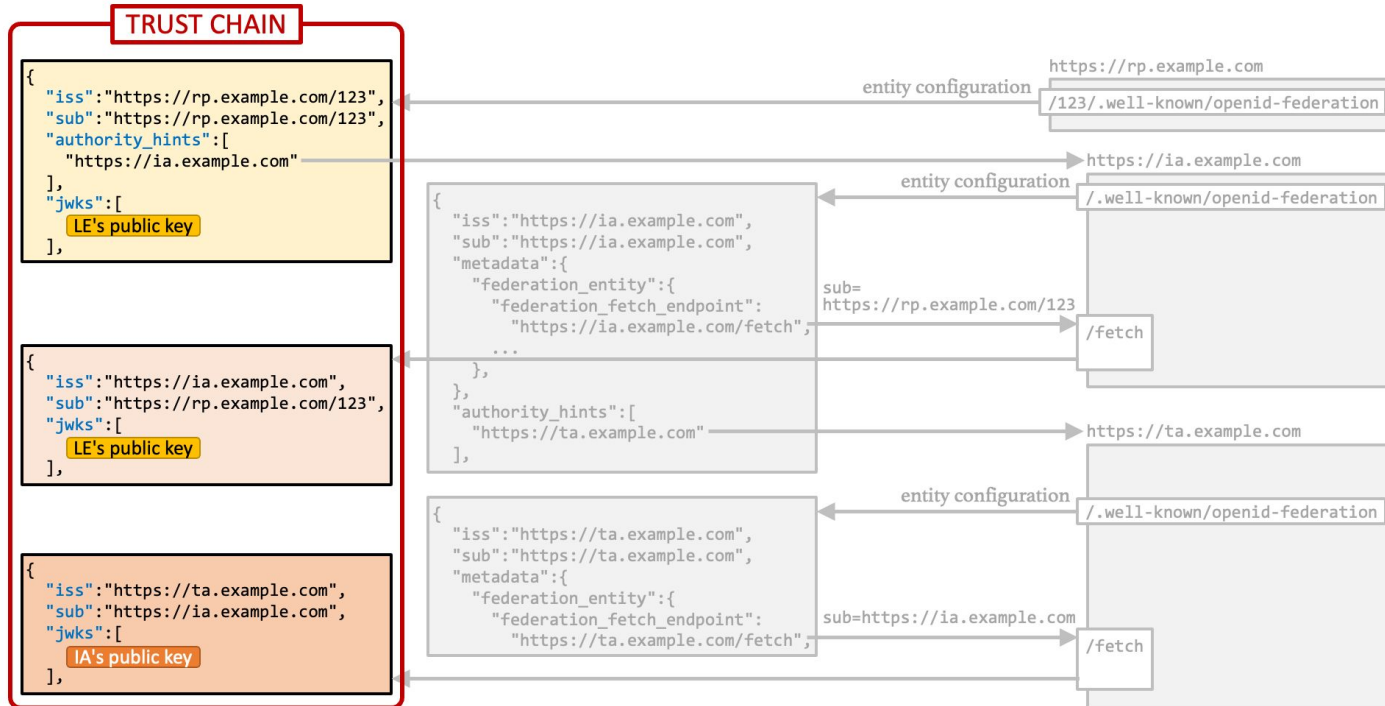 TRUST CHAIN
{
"iss":"https://rp.example.com/123",
"sub":"https://rp.example.com/123",
"authority_hints":[
"https://ia.example.com"
],
"jwks":[
LE's public key
],
{
"iss":"https://ia.example.com",
"sub":"https://rp.example.com/123",
"jwks":[
LE's public key
],
{
"iss":"https://ta.example.com",
"sub":"https://ia.example.com",
"jwks":[
IA's public key
],
{
"iss":"https://ia.example.com",
"sub":"https://ia.example.com",
"metadata":{
"federation_entity":{
"federation_fetch_endpoint":
"https://ia.example.com/fetch",
...
},
},
"authority_hints":[
"https://ta.example.com"
],
{
"iss":"https://ta.example.com",
"sub":"https://ta.example.com",
"metadata":{
"federation_entity":{
"federation_fetch_endpoint":
"https://ta.example.com/fetch",
https://rp.example.com
entity configuration
/123/.well-known/openid-federation
https://ia.example.com
entity configuration
/.well-known/openid-federation
sub=
https://rp.example.com/123
/fetch
https://ta.example.com
entity configuration
/.well-known/openid-federation
sub=https://ia.example.com
/fetch